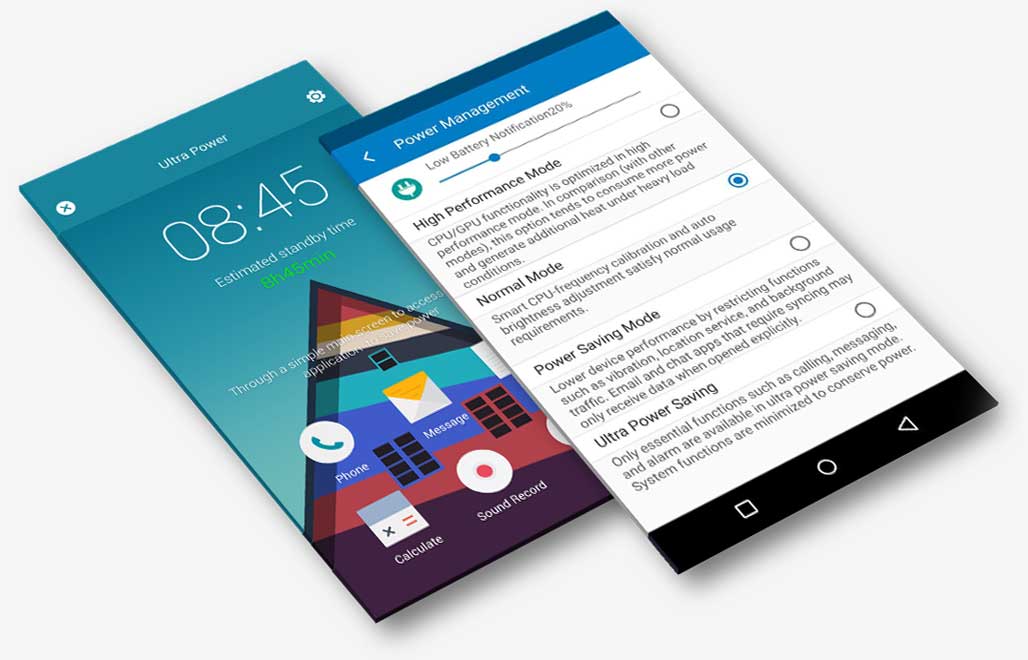 Ultra Power
08:45
Estimated standby time
8h45min
Through a simple main screen to access
application to save power
Phone
Message
Calculate
Sound Record
Power Management
Low Battery Notification20%
High Performance Mode
CPU/GPU functionality is optimized in high
performance mode. In comparison (with other
modes), this option tends to consume more power
and generate additional heat under heavy load
conditions.
Normal Mode
Smart CPU-frequency calibration and auto
brightness adjustment satisfy normal usage
requirements.
Power Saving Mode
Lower device performance by restricting functions
such as vibration, location service, and background
traffic. Email and chat apps that require syncing may
only receive data when opened explicitly.
Ultra Power Saving
Only essential functions such as calling, messaging,
and alarm are available in ultra power saving mode.
System functions are minimized to conserve power.